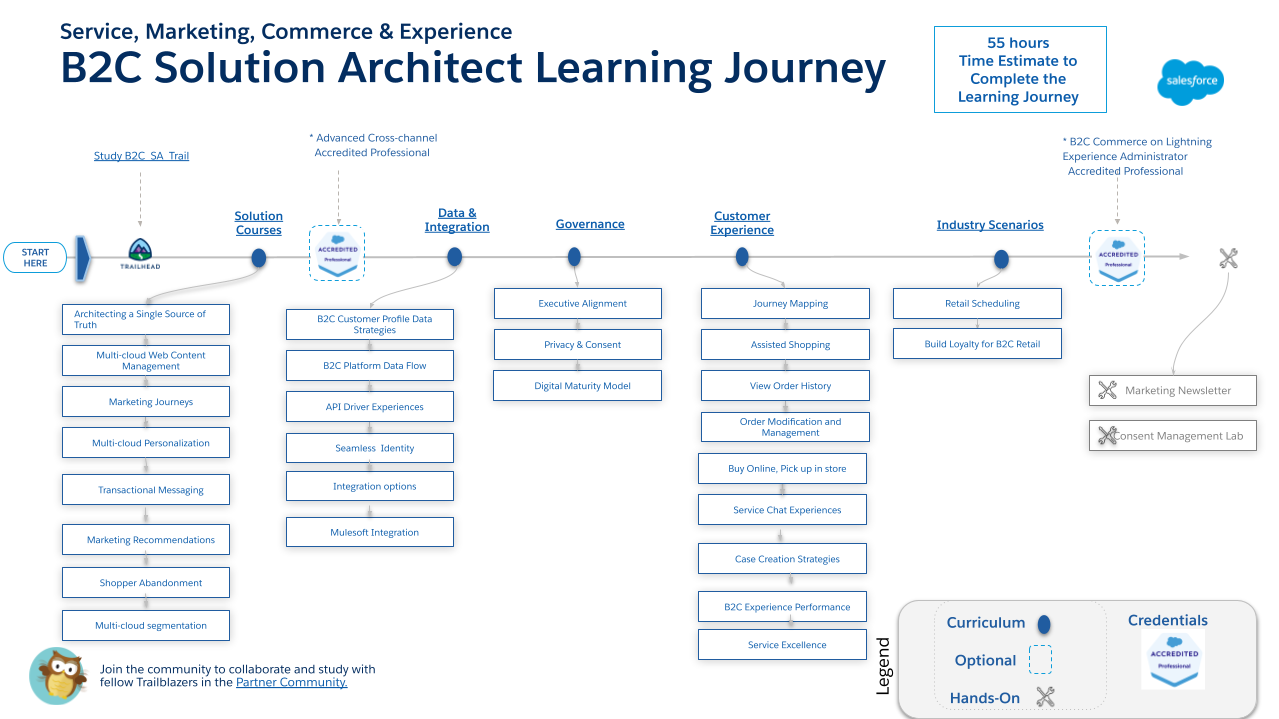 Service, Marketing, Commerce & Experience
B2C Solution Architect Learning Journey
55 hours
Time Estimate to
Complete the
Learning Journey
salesforce
Study B2C SA Trail
* Advanced Cross-channel
Accredited Professional
* B2C Commerce on Lightning
Experience Administrator
Accredited Professional
START
HERE
TRAILHEAD
Solution
Courses
ACCREDITED
Professional
Data &
Integration
Governance
Customer
Experience
Industry Scenarios
ACCREDITED
Professional
Architecting a Single Source of
Truth
Multi-cloud Web Content
Management
Marketing Journeys
Multi-cloud Personalization
Transactional Messaging
Marketing Recommendations
Shopper Abandonment
Multi-cloud segmentation
B2C Customer Profile Data
Strategies
B2C Platform Data Flow
API Driver Experiences
Seamless Identity
Integration options
Mulesoft Integration
Executive Alignment
Privacy & Consent
Digital Maturity Model
Journey Mapping
Assisted Shopping
View Order History
Order Modification and
Management
Buy Online, Pick up in store
Service Chat Experiences
Case Creation Strategies
B2C Experience Performance
Service Excellence
Retail Scheduling
Build Loyalty for B2C Retail
Marketing Newsletter
Consent Management Lab
Join the community to collaborate and study with
fellow Trailblazers in the Partner Community.
Legend
Curriculum
Optional
Hands-On
Credentials
ACCREDITED
Professional